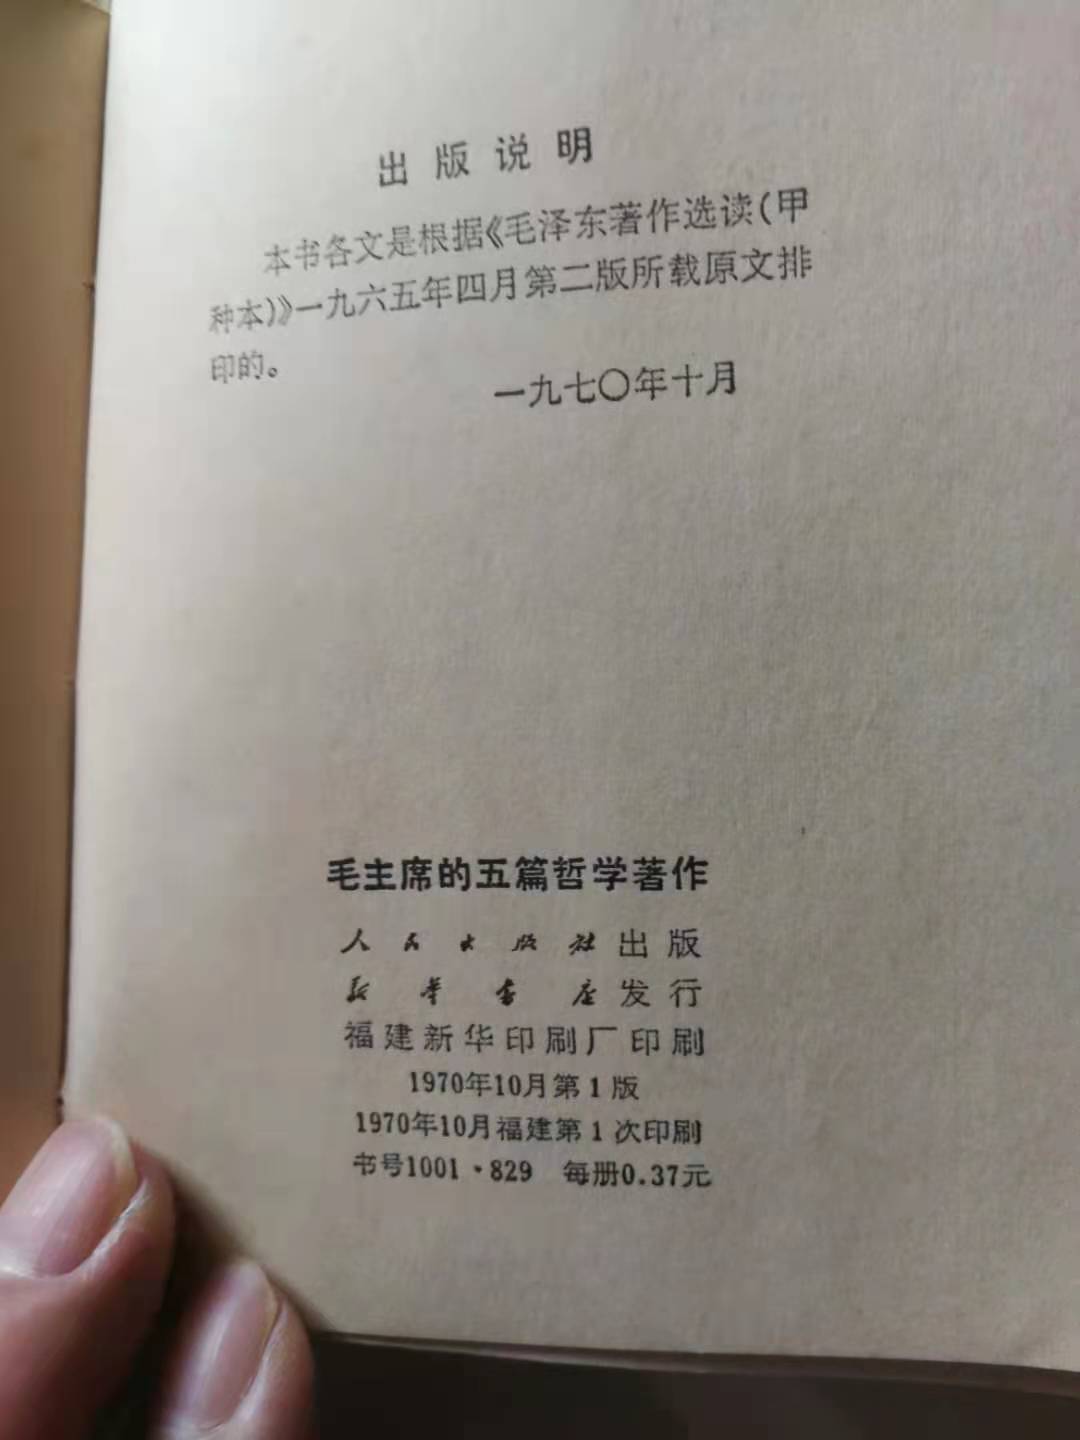 出版说明
本书各文是根据《毛泽东著作选读(甲
种本)》一九六五年四月第二版所载原文排
印的。
一九七〇年十月
毛主席的五篇哲学著作
人民出版社出版
新华书店发行
福建新华印刷厂印刷
1970年10月第1版
1970年10月福建第1次印刷
书号1001·829 每册0.37元